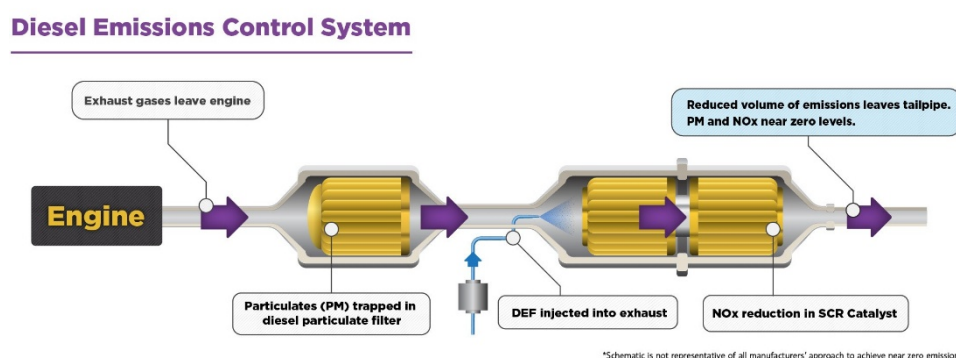 Diesel Emissions Control System
Exhaust gases leave engine
Reduced volume of emissions leaves tailpipe.
PM and NOx near zero levels.
Engine
Particulates (PM) trapped in
diesel particulate filter
DEF injected into exhaust
NOx reduction in SCR Catalyst
*Schematic is not representative of all manufacturers' approach to achieve near zero emission